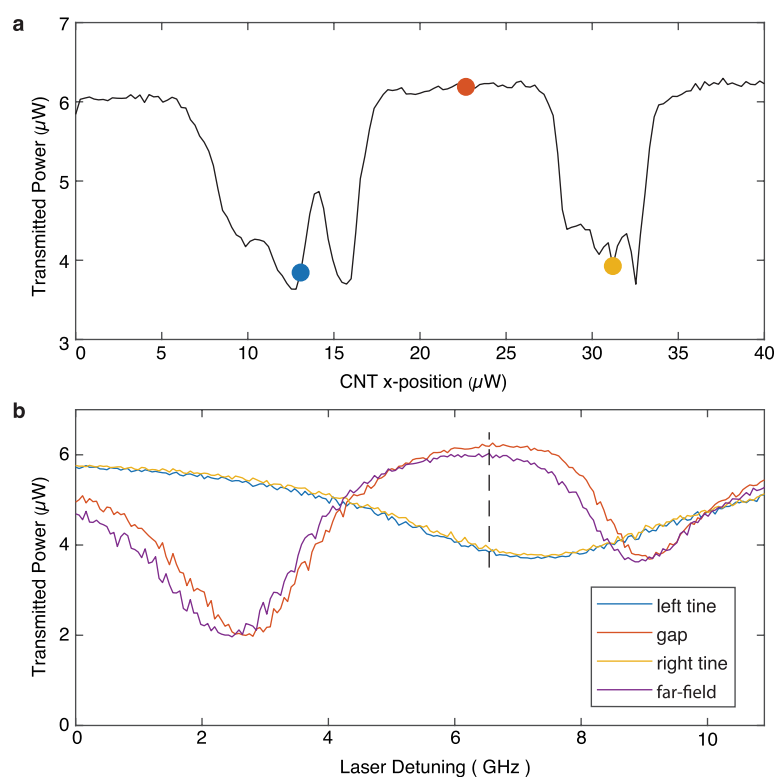 a
7
6
5
4
3
Transmitted Power (µW)
0 5 10 15 20 25 30 35 40
CNT x-position (µW)
b
6
4
2
0
Transmitted Power (µW)
left tine
gap
right tine
far-field
0 2 4 6 8 10
Laser Detuning ( GHz)